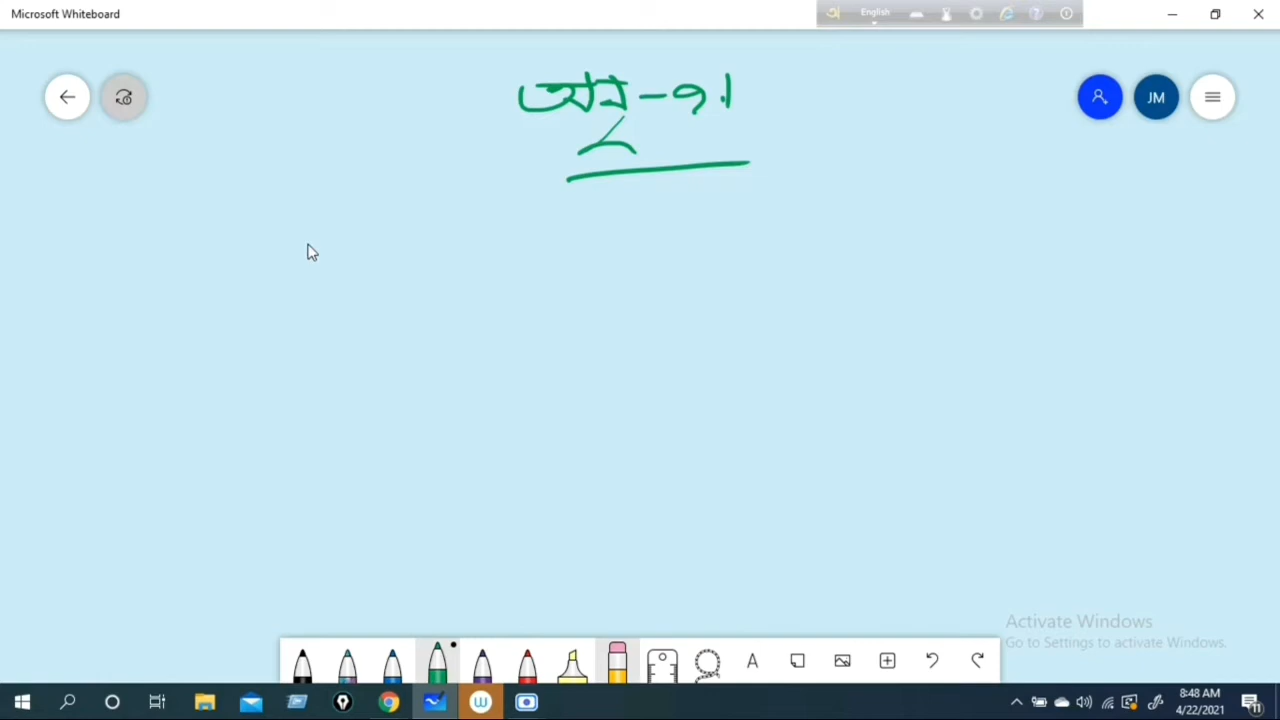 Microsoft Whiteboard
English
-৭।
JM
Activate Windows
Go to Settings to activate Windows.
8:48 AM
4/22/2021